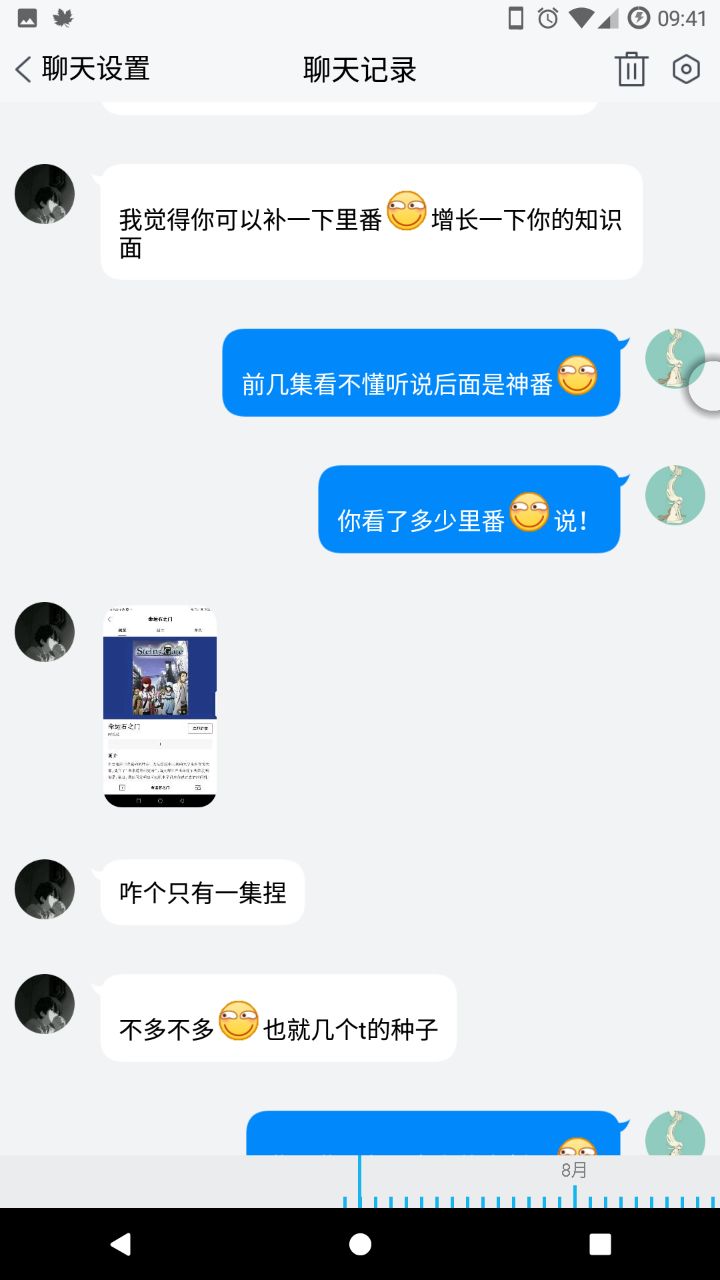 09:41
聊天设置
聊天记录
我觉得你可以补一下里番增长一下你的知识
面
前几集看不懂听说后面是神番
你看了多少里番说！
命运石之门
Steins;Gate
命运石之门
简介
咋个只有一集捏
不多不多也就几个t的种子
8月